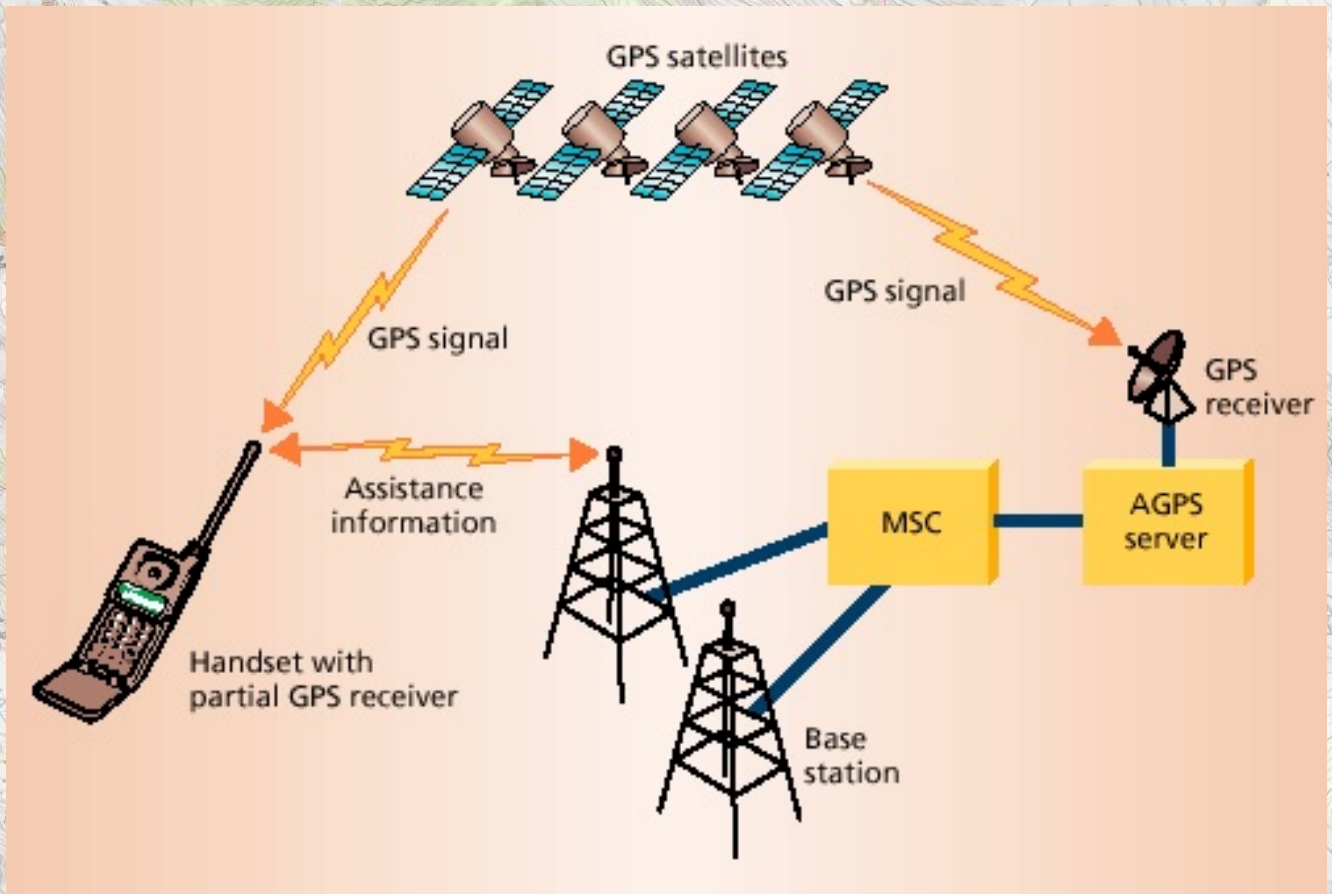 GPS satellites
GPS signal
GPS signal
GPS
receiver
Assistance
information
MSC
AGPS
server
Handset with
partial GPS receiver
Base
station